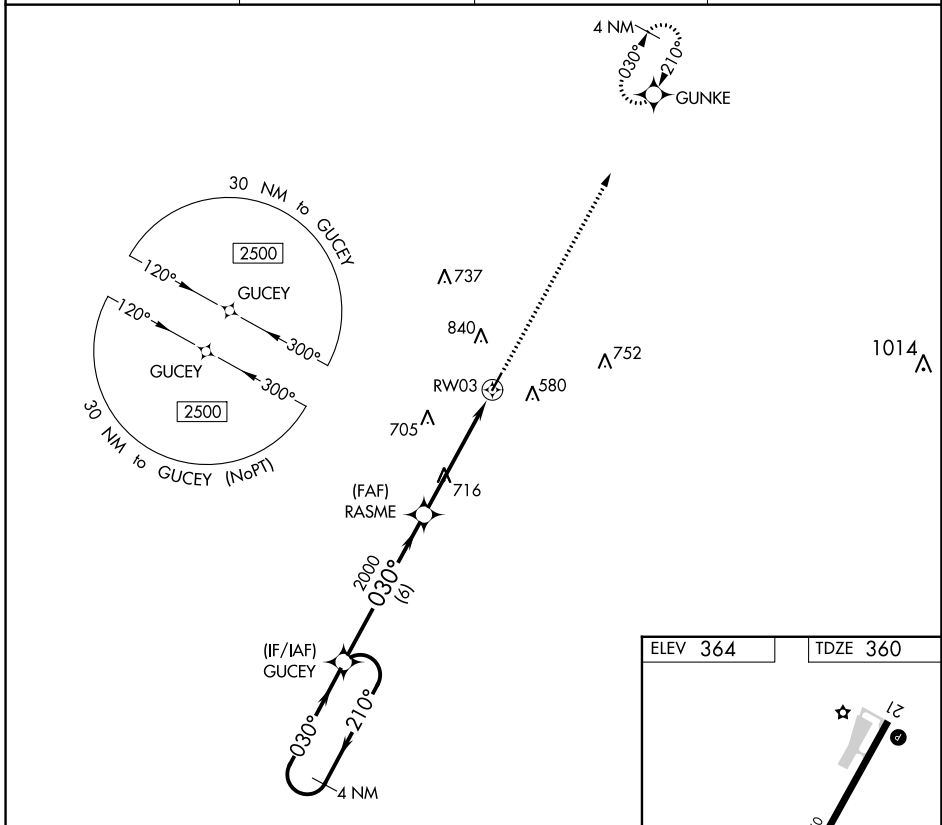 4 NM
030°
210°
GUNKE
30 NM to GUCEY
2500
120°
GUCEY
300°
120°
GUCEY
300°
2500
30 NM to GUCEY (NoPT)
737
840
752
1014
RW03
580
705
716
(FAF)
RASME
2000
030°
(6)
(IF/IAF)
GUCEY
030°
210°
4 NM
ELEV 364
TDZE 360
21
P